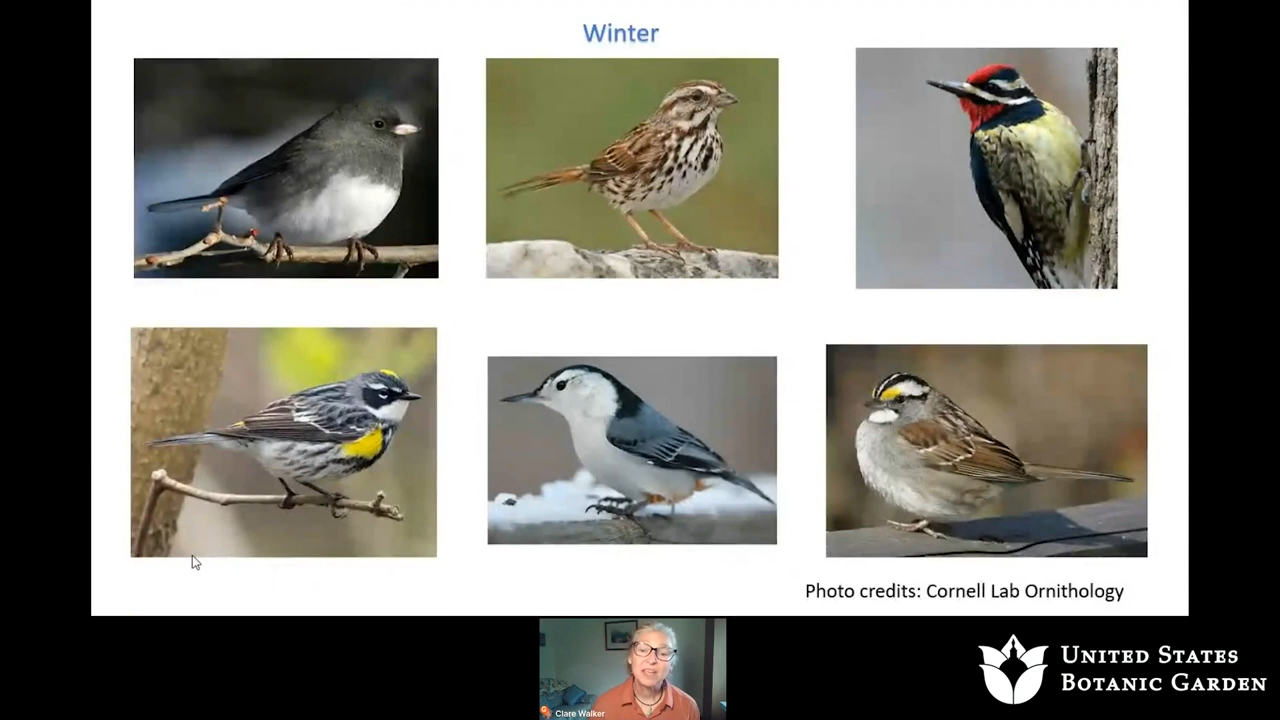 Winter
Photo credits: Cornell Lab Ornithology
Clare Walker
UNITED STATES
BOTANIC GARDEN